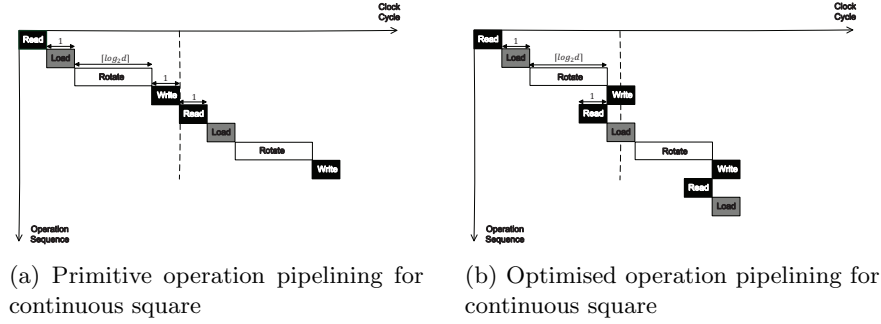 Clock
Cycle
Read
1
Load
⌈log₂d⌉
Rotate
1
Write
1
Read
Load
Rotate
Write
Operation
Sequence
Clock
Cycle
Read
1
Load
⌈log₂d⌉
Rotate
Write
1
Read
Load
Rotate
Write
Read
Load
Operation
Sequence
(a) Primitive operation pipelining for
continuous square
(b) Optimised operation pipelining for
continuous square